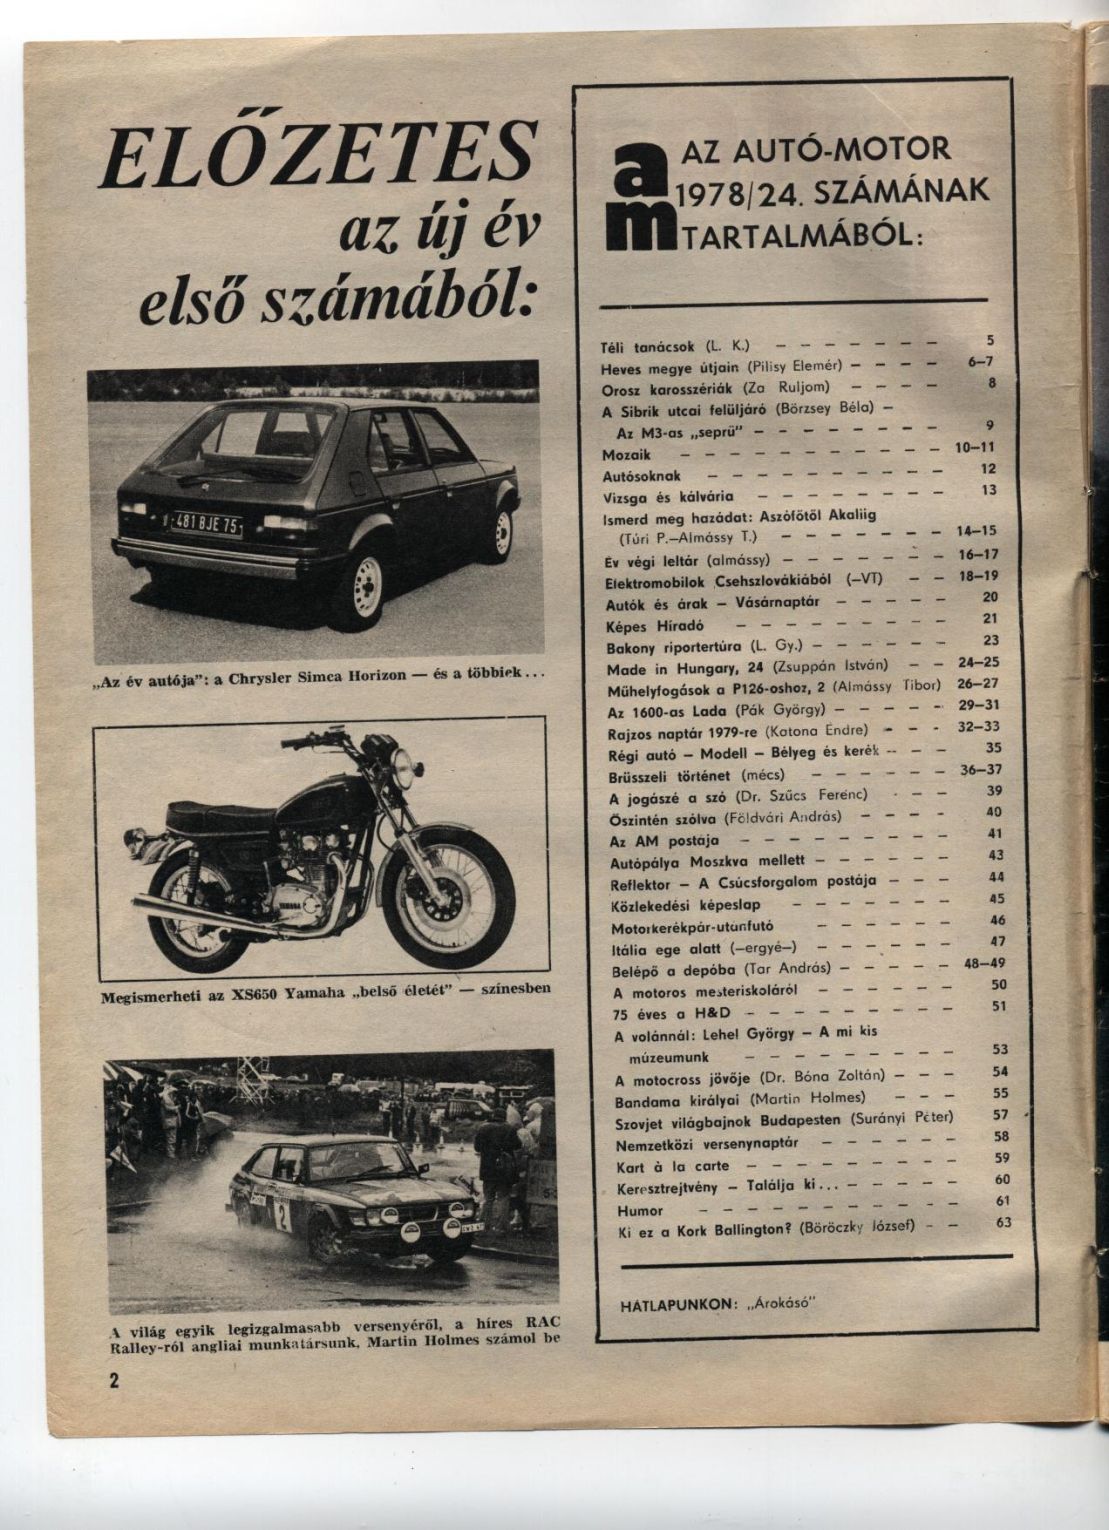 ELŐZETES
az új év
első számából:
481 BJE 75
„Az év autója”: a Chrysler Simca Horizon — és a többiek...
YAMAHA
Megismerheti az XS650 Yamaha „belső életét” — színesben
2
A világ egyik legizgalmasabb versenyéről, a híres RAC
Ralley-ról angliai munkatársunk, Martin Holmes számol be
2
am
AZ AUTÓ-MOTOR
1978/24. SZÁMÁNAK
TARTALMÁBÓL:
Téli tanácsok (L. K.) — — — — — — — 5
Heves megye útjain (Pilisy Elemér) — — — — 6–7
Orosz karosszériák (Za Ruljom) — — — — 8
A Sibrik utcai felüljáró (Börzsey Béla) —
Az M3-as „seprü” — — — — — — — — 9
Mozaik — — — — — — — — — — — 10–11
Autósoknak — — — — — — — — — — 12
Vizsga és kálvária — — — — — — — — 13
Ismerd meg hazádat: Aszófőtől Akaliig
(Túri P.–Almássy T.) — — — — — — — 14–15
Év végi leltár (almássy) — — — — — — — 16–17
Elektromobilok Csehszlovákiából (–VT) — — 18–19
Autók és árak – Vásárnaptár — — — — — 20
Képes Híradó — — — — — — — — — 21
Bakony riportertúra (L. Gy.) — — — — — — 23
Made in Hungary, 24 (Zsuppán István) — — 24–25
Műhelyfogások a P126-oshoz, 2 (Almássy Tibor) 26–27
Az 1600-as Lada (Pák György) — — — — — 29–31
Rajzos naptár 1979-re (Katona Endre) — — — 32–33
Régi autó – Modell – Bélyeg és kerék — — — 35
Brüsszeli történet (mécs) — — — — — — 36–37
A jogászé a szó (Dr. Szűcs Ferenc) — — — 39
Őszintén szólva (Földvári András) — — — — 40
Az AM postája — — — — — — — — 41
Autópálya Moszkva mellett — — — — — — 43
Reflektor – A Csúcsforgalom postája — — — 44
Közlekedési képeslap — — — — — — 45
Motorkerékpár-utánfutó — — — — — 46
Itália ege alatt (–ergyé–) — — — — — — 47
Belépő a depóba (Tar András) — — — — — 48–49
A motoros mesteriskoláról — — — — — 50
75 éves a H&D — — — — — — — — — 51
A volánnál: Lehel György – A mi kis
múzeumunk — — — — — — — — 53
A motocross jövője (Dr. Bóna Zoltán) — — — 54
Bandama királyai (Martin Holmes) — — — 55
Szovjet világbajnok Budapesten (Surányi Péter) 57
Nemzetközi versenynaptár — — — — — 58
Kart à la carte — — — — — — — — 59
Keresztrejtvény – Találja ki... — — — — — 60
Humor — — — — — — — — — — 61
Ki ez a Kork Ballington? (Böröczky József) — — 63
HÁTLAPUNKON: „Árokásó”